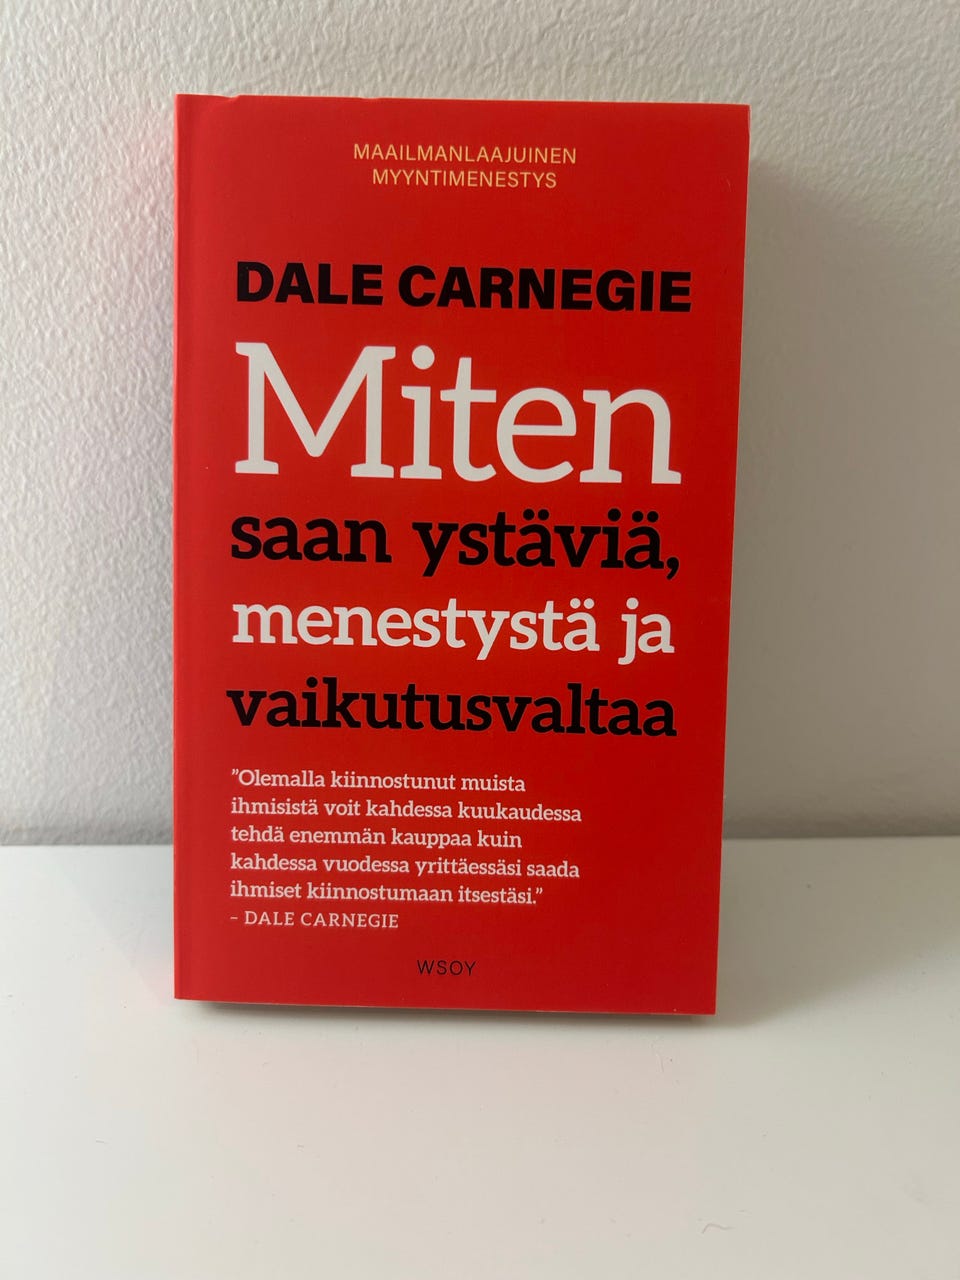 MAAILMANLAAJUINEN
MYYNTIMENESTYS
DALE CARNEGIE
Miten
saan ystäviä,
menestystä ja
vaikutusvaltaa
”Olemalla kiinnostunut muista
ihmisistä voit kahdessa kuukaudessa
tehdä enemmän kauppaa kuin
kahdessa vuodessa yrittäessäsi saada
ihmiset kiinnostumaan itsestäsi.”
– DALE CARNEGIE
WSOY